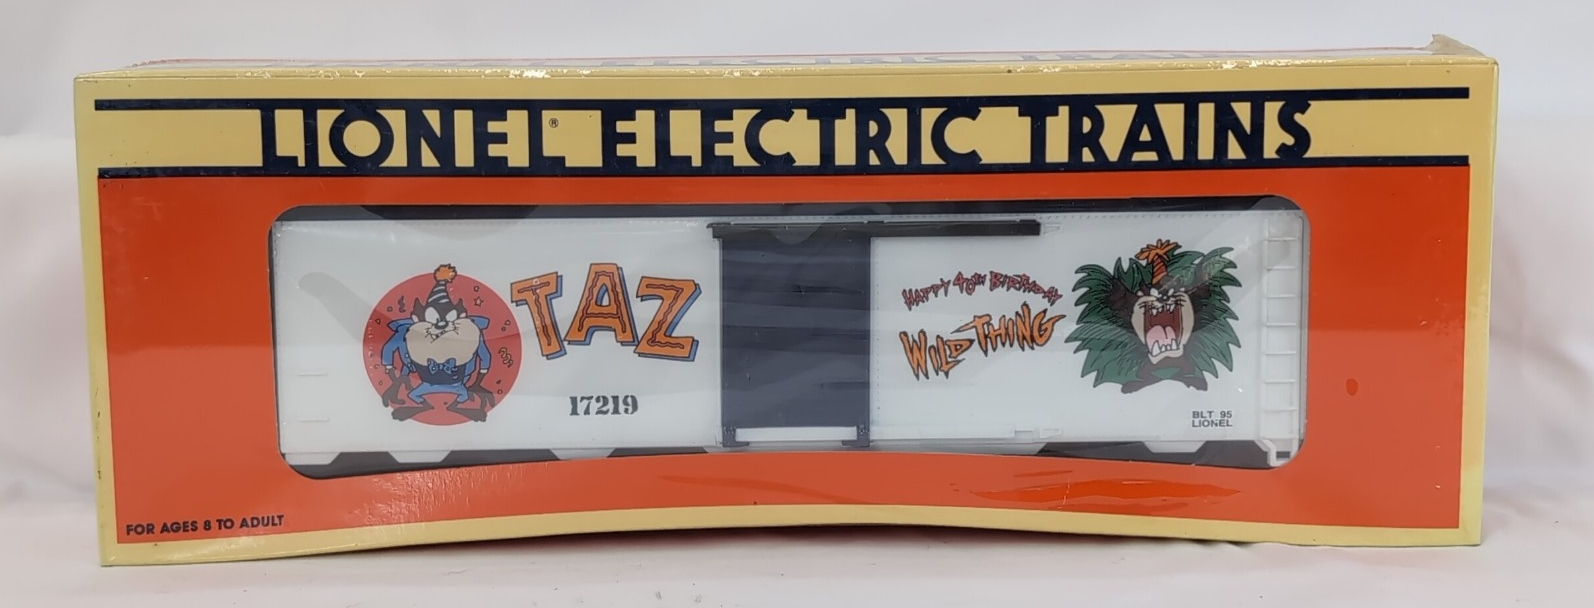 LIONEL® ELECTRIC TRAINS
TAZ
17219
HAPPY 40TH BIRTHDAY
WILD THING
BLT 95
LIONEL
FOR AGES 8 TO ADULT